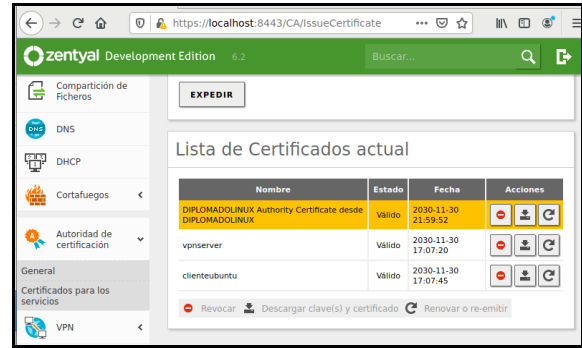 https://localhost:8443/CA/IssueCertificate
zentyal Development Edition 6.2
Buscar...
Compartición de
Ficheros
DNS
DNS
DHCP
Cortafuegos
Autoridad de
certificación
General
Certificados para los
servicios
VPN
EXPEDIR
Lista de Certificados actual
Nombre Estado Fecha Acciones
DIPLOMADOLINUX Authority Certificate desde
DIPLOMADOLINUX
Válido
2030-11-30
21:59:52
vpnserver
Válido
2030-11-30
17:07:20
clienteubuntu
Válido
2030-11-30
17:07:45
Revocar Descargar clave(s) y certificado Renovar o re-emitir